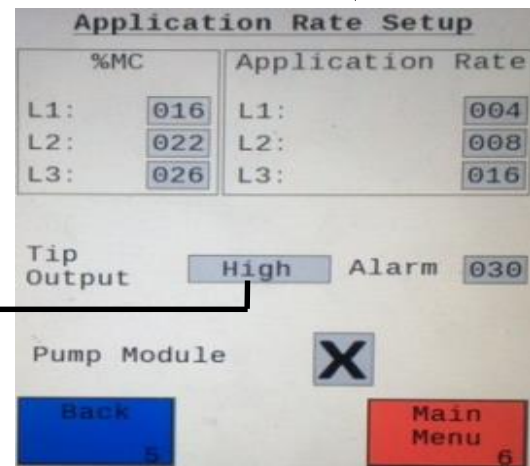 Application Rate Setup
%MC Application Rate
L1: 016 L1: 004
L2: 022 L2: 008
L3: 026 L3: 016
Tip
Output High Alarm 030
Pump Module X
Back
5
Main
Menu
6